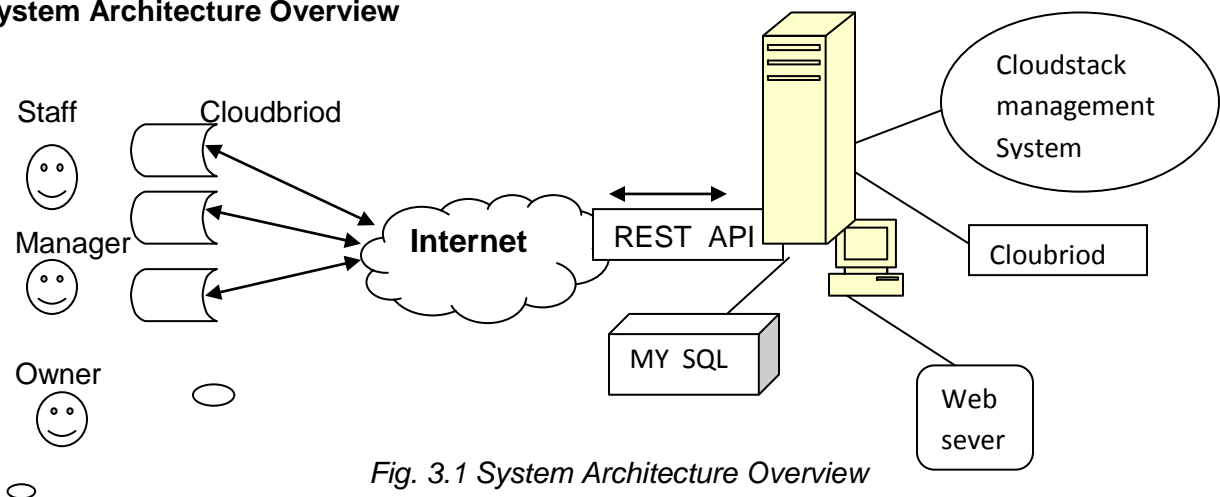 ystem Architecture Overview
Staff
Cloudbriod
Manager
Owner
Internet
REST API
MY SQL
Cloudstack
management
System
Cloubriod
Web
sever
Fig. 3.1 System Architecture Overview